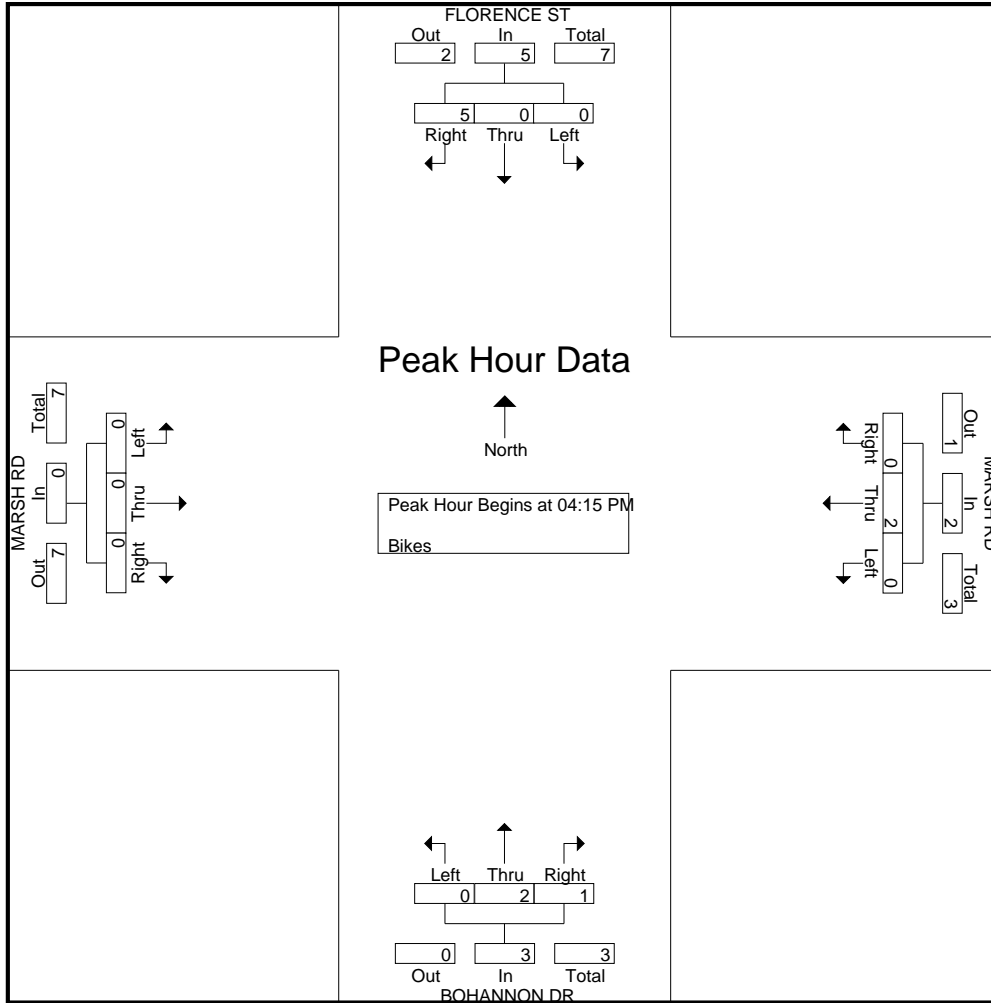 FLORENCE ST
Out In Total
2 5 7
5 0 0
Right Thru Left
Peak Hour Data
North
Peak Hour Begins at 04:15 PM
Bikes
MARSH RD
Total In Out
7 0 7
0 0 0
Left Thru Right
Right Thru Left
0 2 0
Out In Total
1 2 3
MARSH RD
Left Thru Right
0 2 1
0 3 3
Out In Total
BOHANNON DR